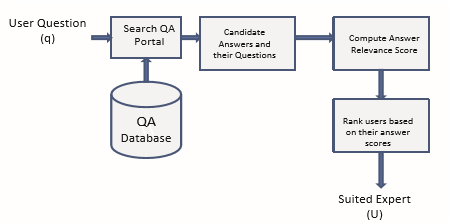 User Question
(q)
Search QA
Portal
Candidate
Answers and
their Questions
Compute Answer
Relevance Score
QA
Database
Rank users based
on their answer
scores
Suited Expert
(U)